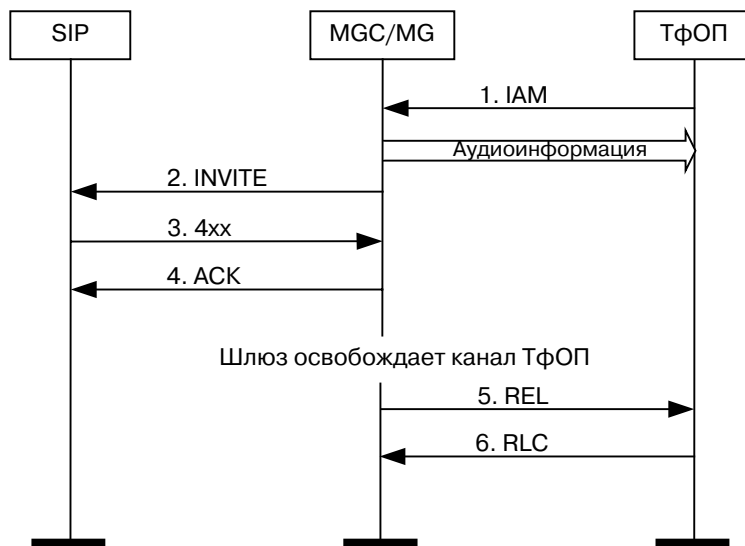 SIP
MGC/MG
ТфОП
1. IAM
Аудиоинформация
2. INVITE
3. 4xx
4. ACK
Шлюз освобождает канал ТфОП
5. REL
6. RLC